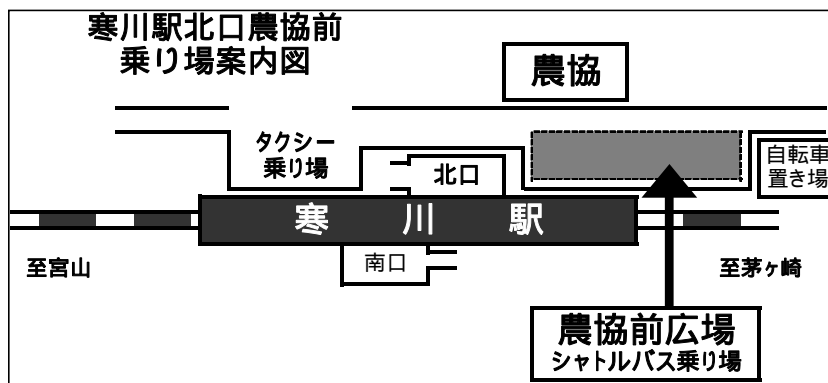 寒川駅北口農協前
乗り場案内図
農協
タクシー
乗り場
北口
自転車
置き場
寒川駅
南口
至宮山
至茅ヶ崎
農協前広場
シャトルバス乗り場